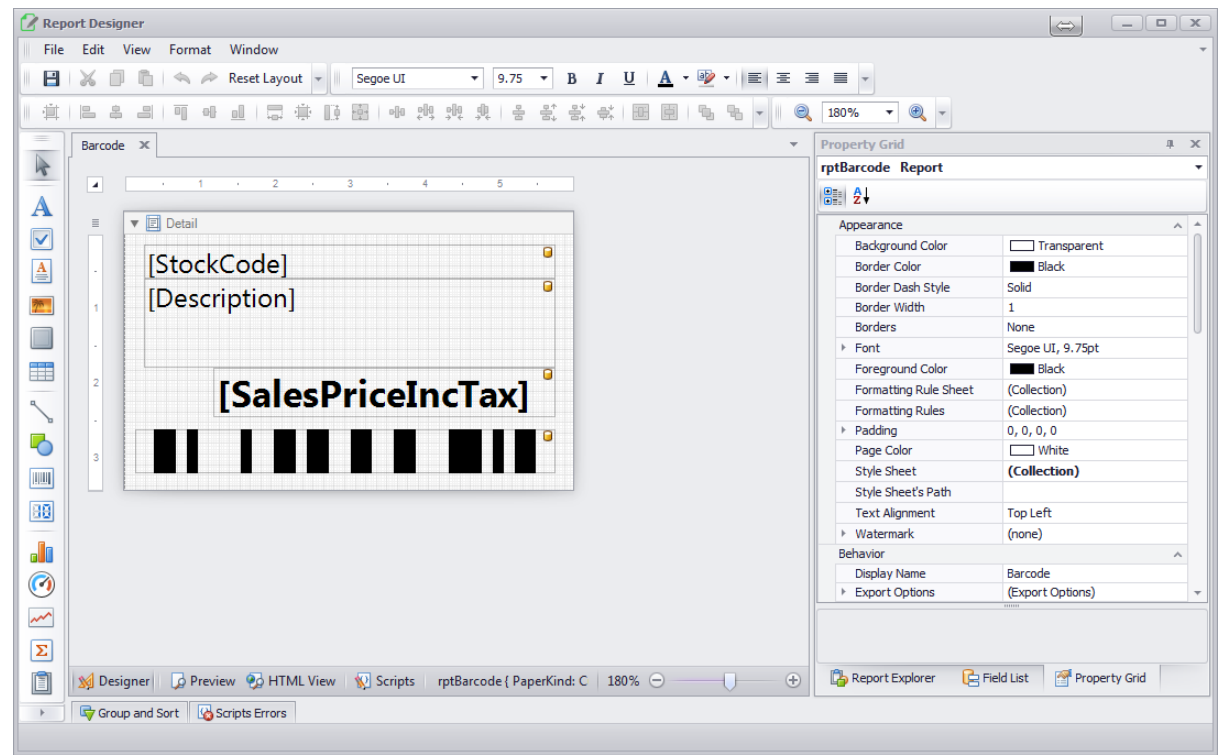 Report Designer
File Edit View Format Window
Reset Layout Segoe UI 9.75 B I U A
180%
Barcode
Property Grid
rptBarcode Report
1 2 3 4 5
Detail
[StockCode]
[Description]
[SalesPriceIncTax]
1
2
3
Appearance
Background Color Transparent
Border Color Black
Border Dash Style Solid
Border Width 1
Borders None
Font Segoe UI, 9.75pt
Foreground Color Black
Formatting Rule Sheet (Collection)
Formatting Rules (Collection)
Padding 0, 0, 0, 0
Page Color White
Style Sheet (Collection)
Style Sheet's Path
Text Alignment Top Left
Watermark (none)
Behavior
Display Name Barcode
Export Options (Export Options)
Designer Preview HTML View Scripts rptBarcode { PaperKind: C 180%
Report Explorer Field List Property Grid
Group and Sort Scripts Errors